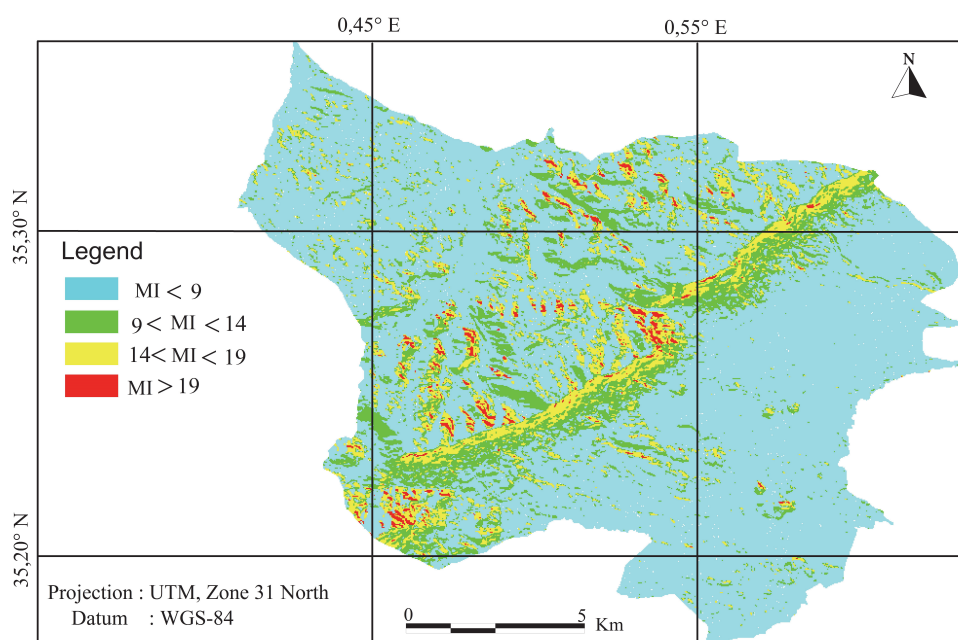 0,45° E
0,55° E
N
35,30° N
Legend
MI < 9
9 < MI < 14
14 < MI < 19
MI > 19
35,20° N
Projection : UTM, Zone 31 North
Datum : WGS-84
0
5
Km